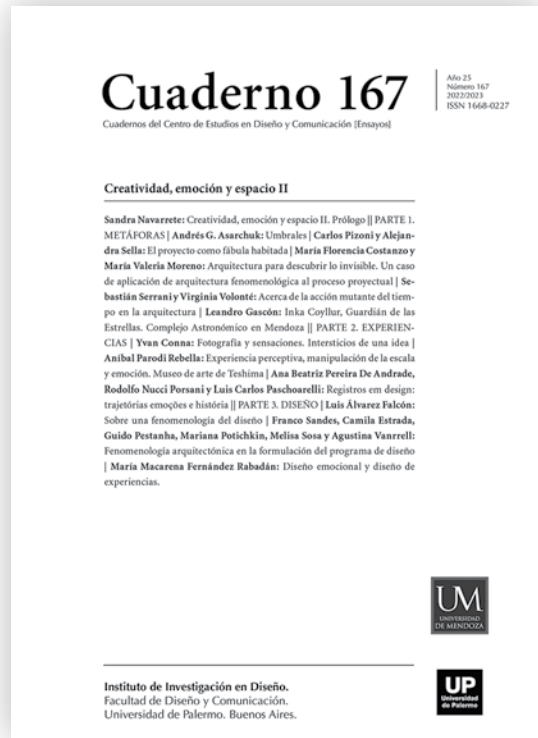 Cuaderno 167
Cuadernos del Centro de Estudios en Diseño y Comunicación [Ensayos]
Año 25
Número 167
2022/2023
ISSN 1668-0227
Creatividad, emoción y espacio II
Sandra Navarrete: Creatividad, emoción y espacio II. Prólogo || PARTE 1.
METÁFORAS | Andrés G. Asarchuk: Umbrales | Carlos Pizoni y Alejan-
dra Sella: El proyecto como fábula habitada | María Florencia Costanzo y
María Valeria Moreno: Arquitectura para descubrir lo invisible. Un caso
de aplicación de arquitectura fenomenológica al proceso proyectual | Se-
bastián Serrani y Virginia Volonté: Acerca de la acción mutante del tiem-
po en la arquitectura | Leandro Gascón: Inka Coyllur, Guardián de las
Estrellas. Complejo Astronómico en Mendoza || PARTE 2. EXPERIEN-
CIAS | Yvan Conna: Fotografía y sensaciones. Intersticios de una idea |
Aníbal Parodi Rebella: Experiencia perceptiva, manipulación de la escala
y emoción. Museo de arte de Teshima | Ana Beatriz Pereira De Andrade,
Rodolfo Nucci Porsani y Luis Carlos Paschoarelli: Registros em design:
trajetórias emoções e história || PARTE 3. DISEÑO | Luis Álvarez Falcón:
Sobre una fenomenología del diseño | Franco Sandes, Camila Estrada,
Guido Pestanha, Mariana Potichkin, Melisa Sosa y Agustina Vanrrell:
Fenomenología arquitectónica en la formulación del programa de diseño
| María Macarena Fernández Rabadán: Diseño emocional y diseño de
experiencias.
UM
UNIVERSIDAD
DE MENDOZA
Instituto de Investigación en Diseño.
Facultad de Diseño y Comunicación.
Universidad de Palermo. Buenos Aires.
UP
Universidad
de Palermo